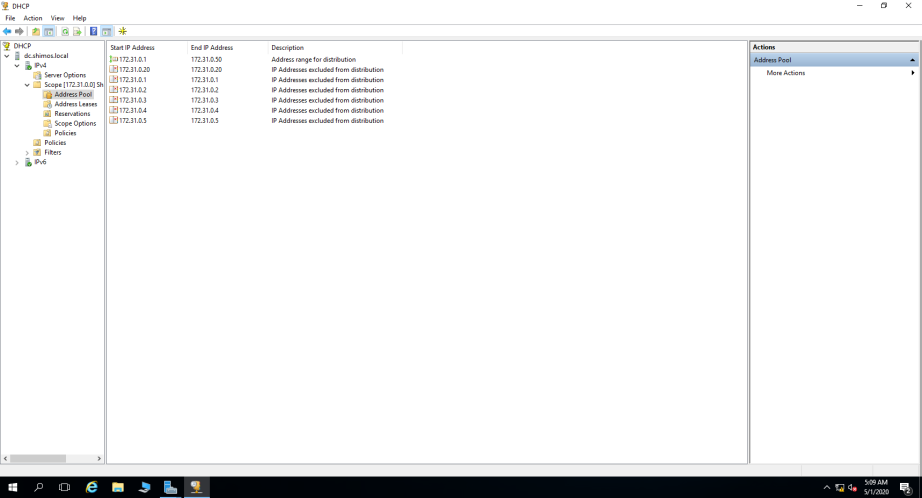 DHCP
File Action View Help
DHCP
dc.shimos.local
IPv4
Server Options
Scope [172.31.0.0] Sh
Address Pool
Address Leases
Reservations
Scope Options
Policies
Policies
Filters
IPv6
Start IP Address End IP Address Description
172.31.0.1 172.31.0.50 Address range for distribution
172.31.0.20 172.31.0.20 IP Addresses excluded from distribution
172.31.0.1 172.31.0.1 IP Addresses excluded from distribution
172.31.0.2 172.31.0.2 IP Addresses excluded from distribution
172.31.0.3 172.31.0.3 IP Addresses excluded from distribution
172.31.0.4 172.31.0.4 IP Addresses excluded from distribution
172.31.0.5 172.31.0.5 IP Addresses excluded from distribution
Actions
Address Pool
More Actions
5:09 AM
5/1/2020